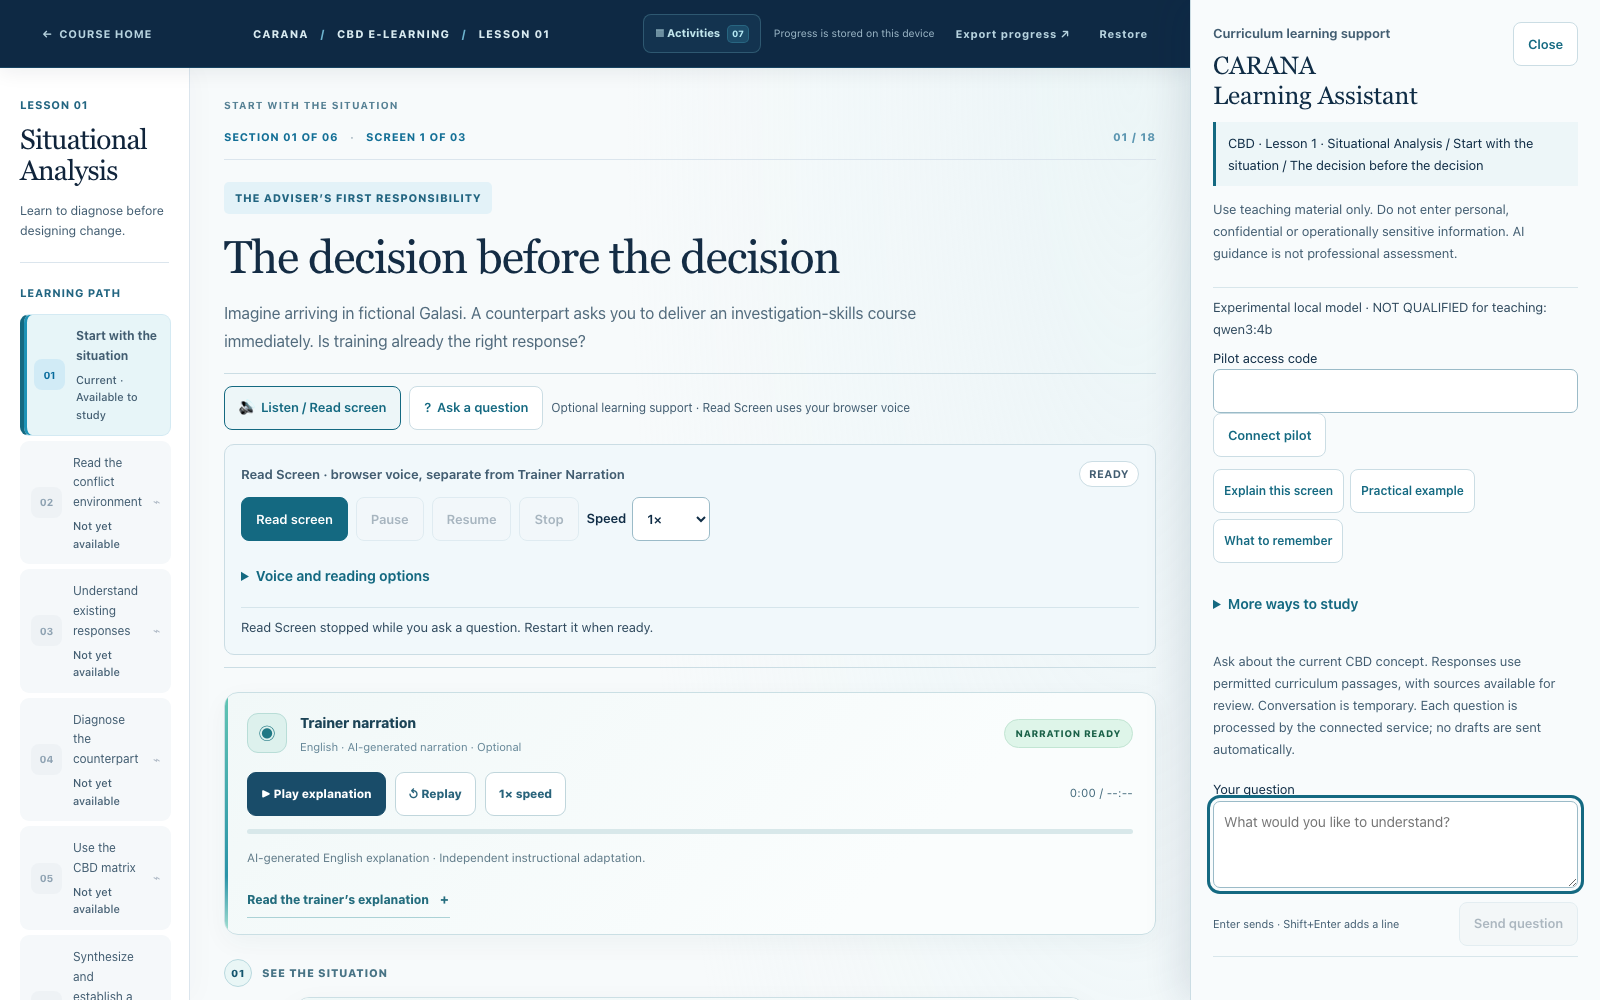 ← COURSE HOME
CARANA / CBD E-LEARNING / LESSON 01
Activities 07
Progress is stored on this device
Export progress ↗
Restore
LESSON 01
Situational
Analysis
Learn to diagnose before
designing change.
LEARNING PATH
01
Start with the
situation
Current ·
Available to
study
02
Read the
conflict
environment
Not yet
available
03
Understand
existing
responses
Not yet
available
04
Diagnose
the
counterpart
Not yet
available
05
Use the
CBD matrix
Not yet
available
Synthesize
and
establish a
START WITH THE SITUATION
SECTION 01 OF 06 · SCREEN 1 OF 03
01 / 18
THE ADVISER'S FIRST RESPONSIBILITY
The decision before the decision
Imagine arriving in fictional Galasi. A counterpart asks you to deliver an investigation-skills course
immediately. Is training already the right response?
Listen / Read screen
? Ask a question
Optional learning support · Read Screen uses your browser voice
Read Screen · browser voice, separate from Trainer Narration
READY
Read screen
Pause
Resume
Stop
Speed
1×
▶ Voice and reading options
Read Screen stopped while you ask a question. Restart it when ready.
Trainer narration
English · AI-generated narration · Optional
NARRATION READY
▶ Play explanation
↺ Replay
1× speed
0:00 / --:--
AI-generated English explanation · Independent instructional adaptation.
Read the trainer's explanation +
01 SEE THE SITUATION
Curriculum learning support
Close
CARANA
Learning Assistant
CBD · Lesson 1 · Situational Analysis / Start with the
situation / The decision before the decision
Use teaching material only. Do not enter personal,
confidential or operationally sensitive information. AI
guidance is not professional assessment.
Experimental local model · NOT QUALIFIED for teaching:
qwen3:4b
Pilot access code
Connect pilot
Explain this screen
Practical example
What to remember
▶ More ways to study
Ask about the current CBD concept. Responses use
permitted curriculum passages, with sources available for
review. Conversation is temporary. Each question is
processed by the connected service; no drafts are sent
automatically.
Your question
What would you like to understand?
Enter sends · Shift+Enter adds a line
Send question